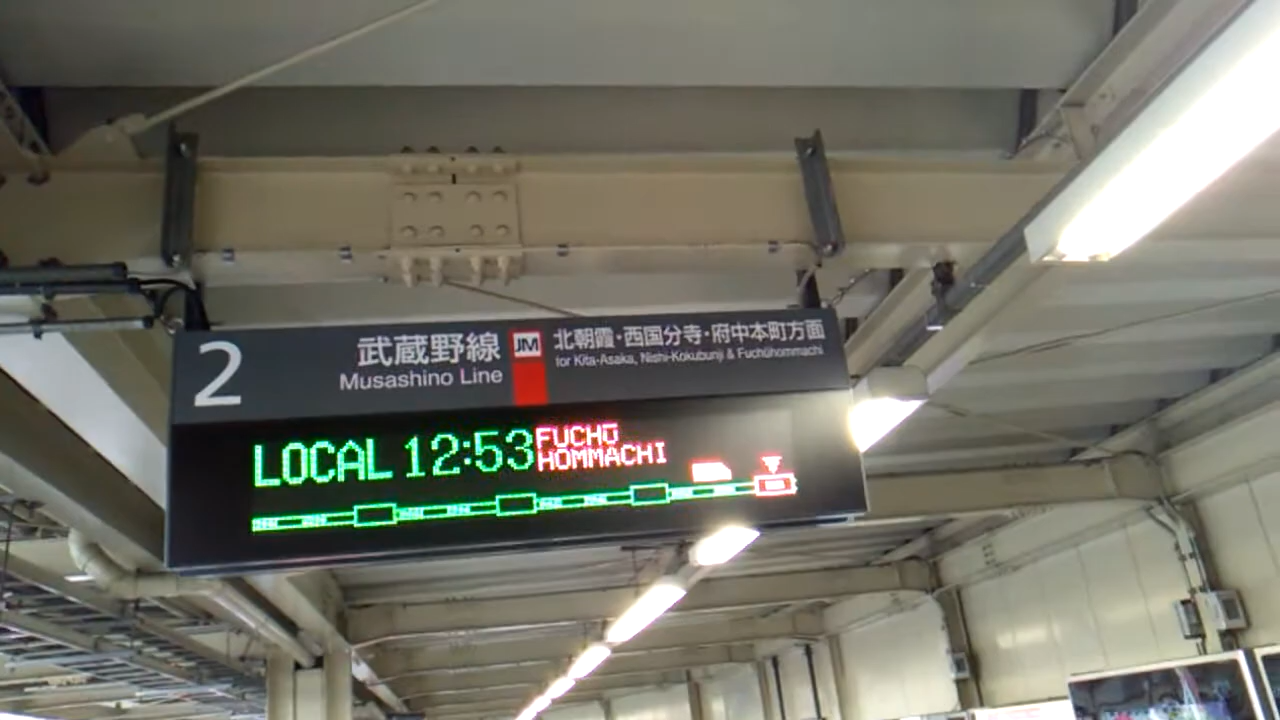 2
武蔵野線
Musashino Line
JM
北朝霞・西国分寺・府中本町方面
for Kita-Asaka, Nishi-Kokubunji & Fuchūhommachi
LOCAL 12:53 FUCHŪ
HOMMACHI